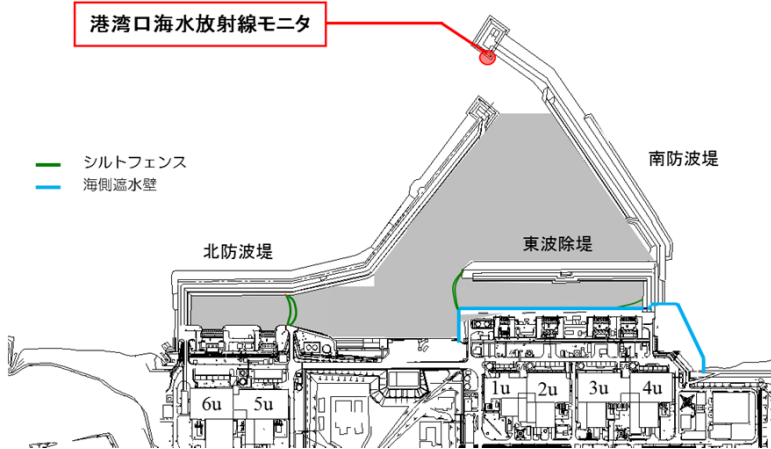 港湾口海水放射線モニタ
シルトフェンス
海側遮水壁
南防波堤
北防波堤
東波除堤
6u
5u
1u
2u
3u
4u